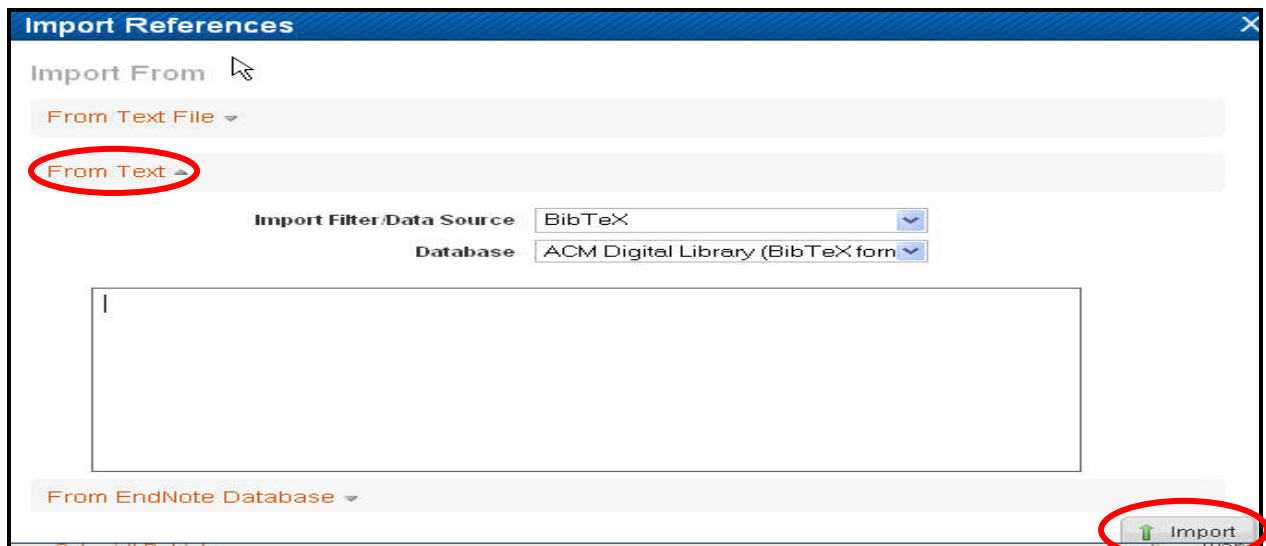 Import References
Import From
From Text File
From Text
Import Filter/Data Source BibTeX
Database ACM Digital Library (BibTeX forn
From EndNote Database
Import